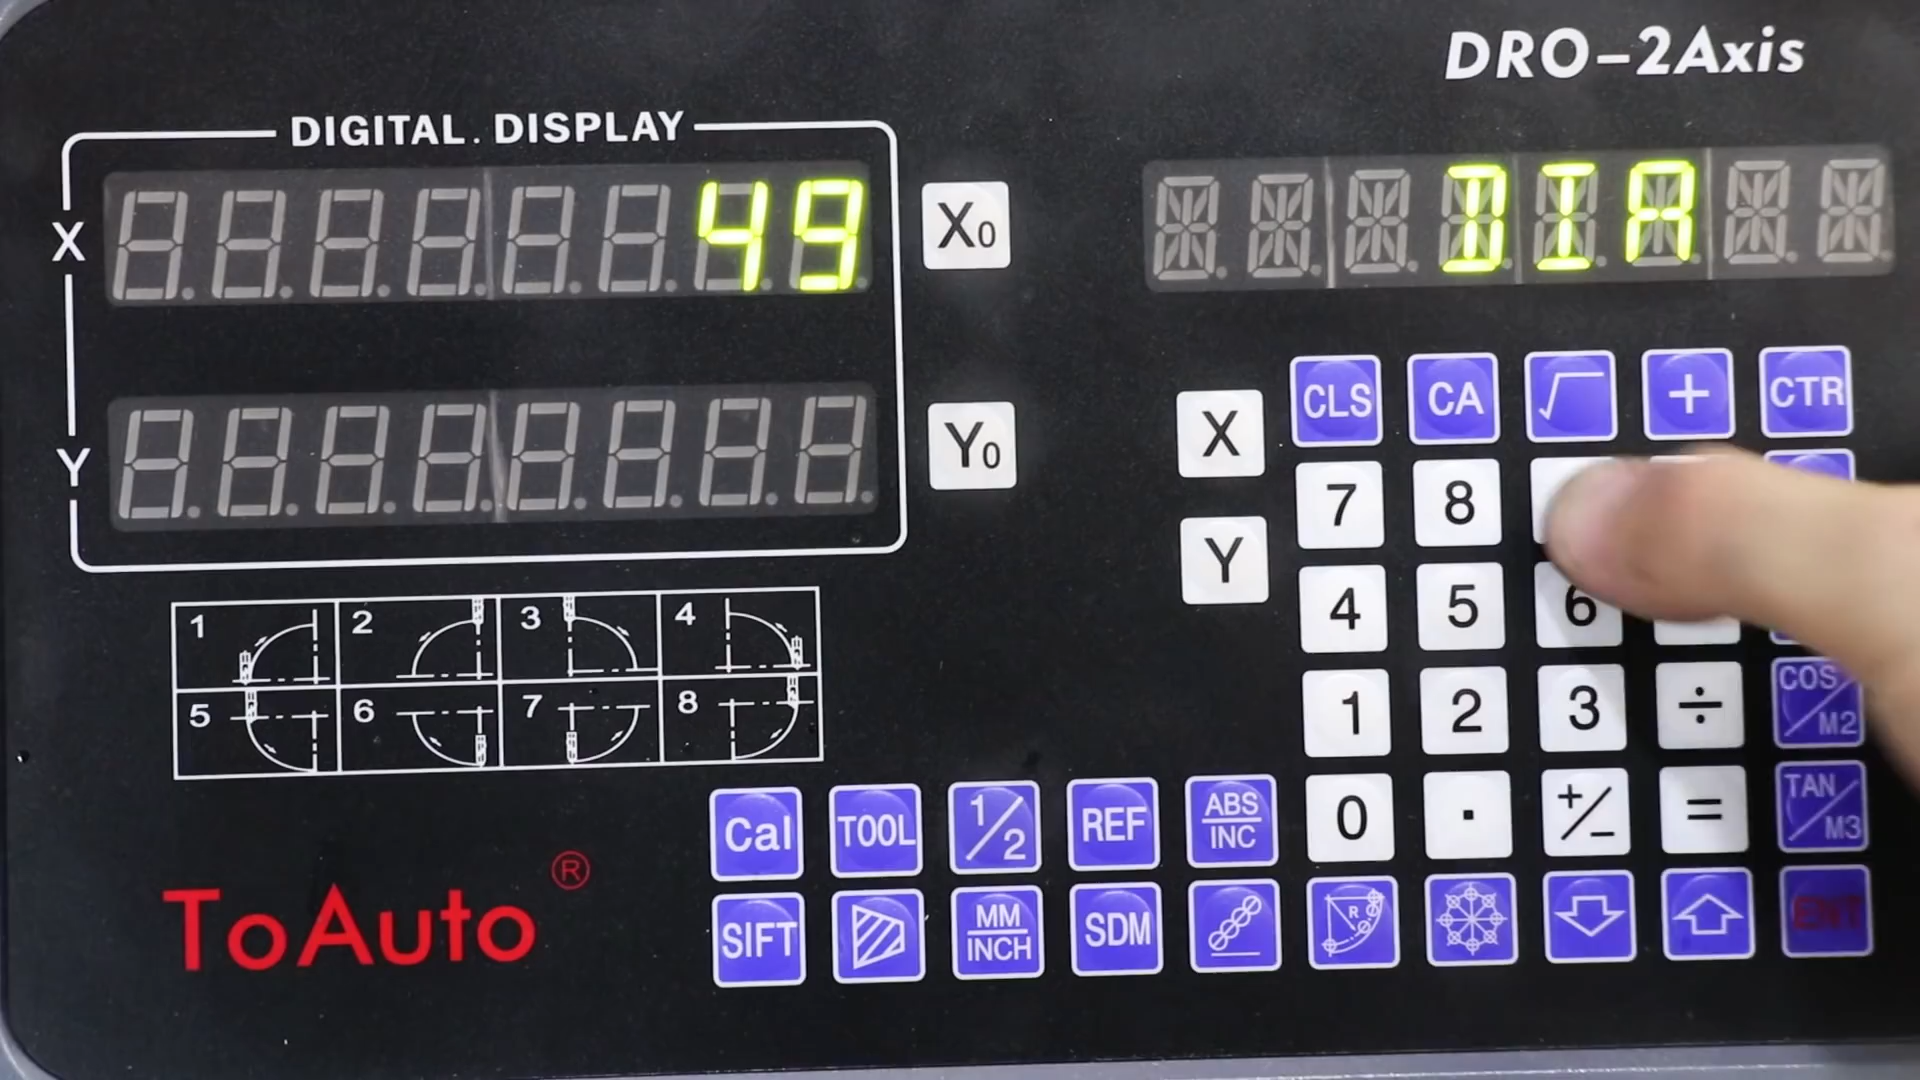 DRO-2Axis
DIGITAL. DISPLAY
X
49
X0
DIA
Y
Y0
X
Y
CLS
CA
√
+
CTR
7
8
4
5
6
1
2
3
÷
COS/M2
0
.
+/-
=
TAN/M3
1
2
3
4
5
6
7
8
Cal
TOOL
1/2
REF
ABS
INC
SIFT
MM
INCH
SDM
R
ENT
ToAuto®